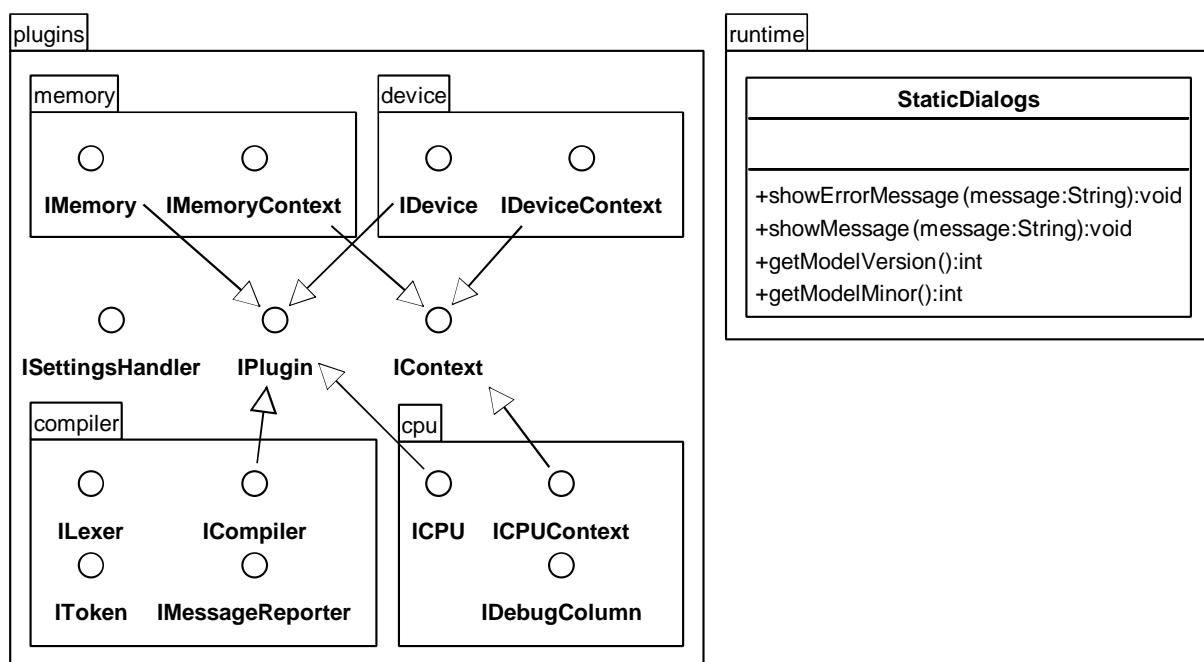 plugins
runtime
memory
device
StaticDialogs
IMemory
IMemoryContext
IDevice
IDeviceContext
+showErrorMessage(message:String):void
+showMessage(message:String):void
+getModelVersion():int
+getModelMinor():int
ISettingsHandler
IPlugin
IContext
compiler
cpu
ILexer
ICompiler
ICPU
ICPUContext
IToken
IMessageReporter
IDebugColumn